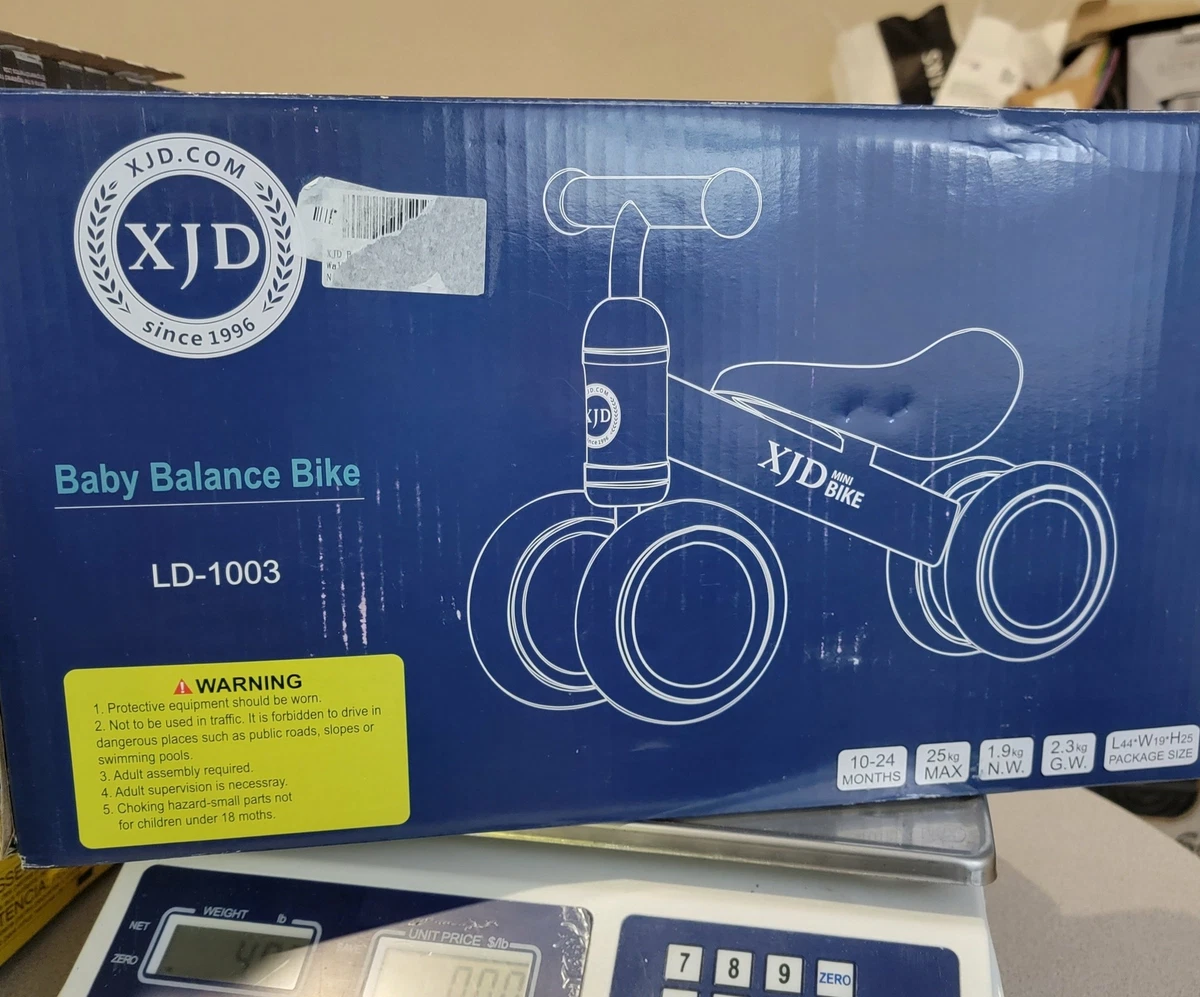 XJD.COM
XJD
since 1996
XJD
Baby Balance Bike
LD-1003
XJD
XJD MINI
BIKE
WARNING
1. Protective equipment should be worn.
2. Not to be used in traffic. It is forbidden to drive in
dangerous places such as public roads, slopes or
swimming pools.
3. Adult assembly required.
4. Adult supervision is necessray.
5. Choking hazard-small parts not
for children under 18 moths.
10-24
MONTHS
25kg
MAX
1.9kg
N.W.
2.3kg
G.W.
L44*W19*H25
PACKAGE SIZE
NET
ZERO
WEIGHT lb
SAVE
UNIT PRICE $/lb
7 8 9 ZERO